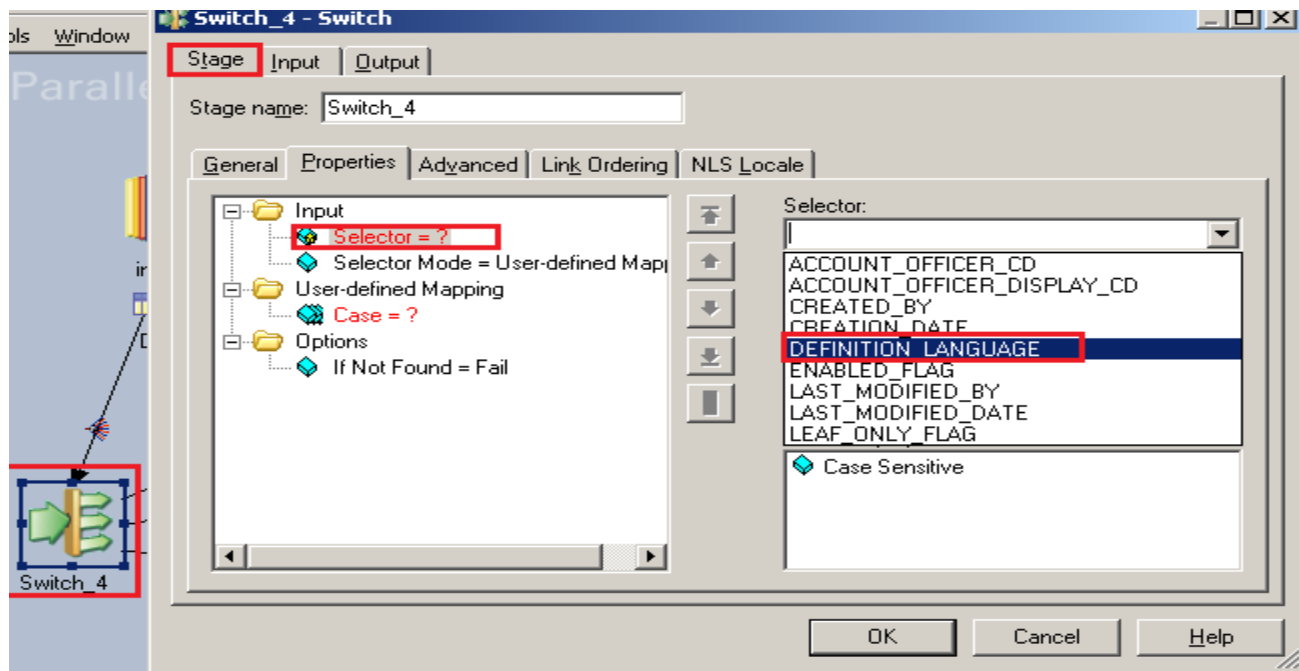 Switch_4 - Switch
ols Window
Stage Input Output
Stage name: Switch_4
General Properties Advanced Link Ordering NLS Locale
Input
Selector = ?
Selector Mode = User-defined Mapp
User-defined Mapping
Case = ?
Options
If Not Found = Fail
Selector:
ACCOUNT_OFFICER_CD
ACCOUNT_OFFICER_DISPLAY_CD
CREATED_BY
CREATION_DATE
DEFINITION_LANGUAGE
ENABLED_FLAG
LAST_MODIFIED_BY
LAST_MODIFIED_DATE
LEAF_ONLY_FLAG
Case Sensitive
Paralle
in
D
Switch_4
OK Cancel Help